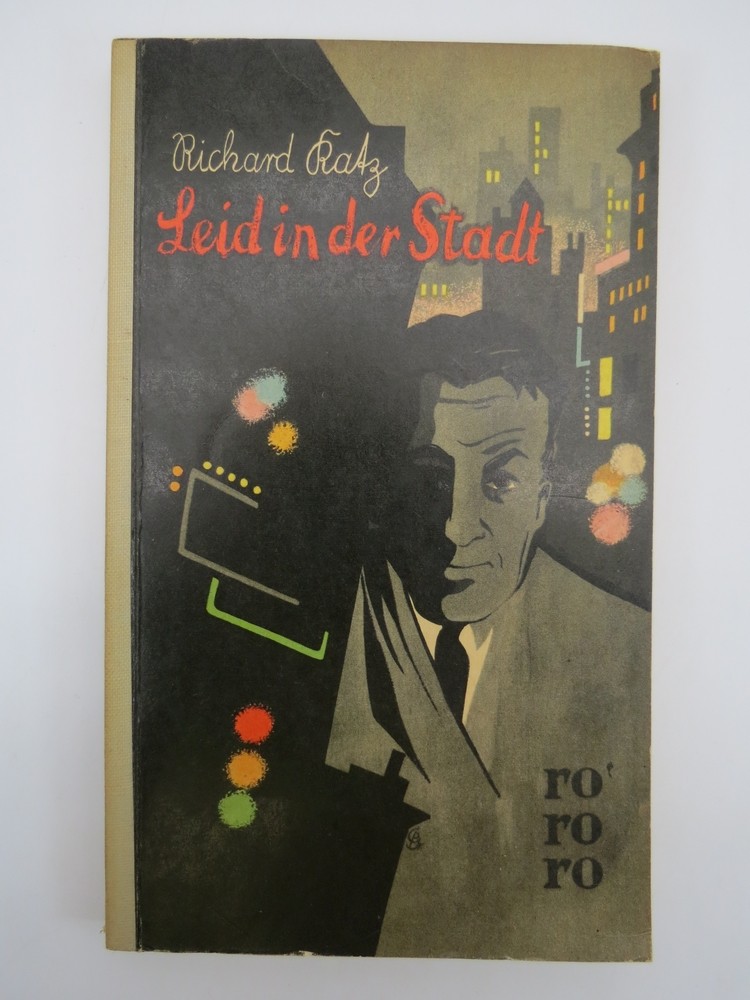 Richard Katz
Leid in der Stadt
ro
ro
ro